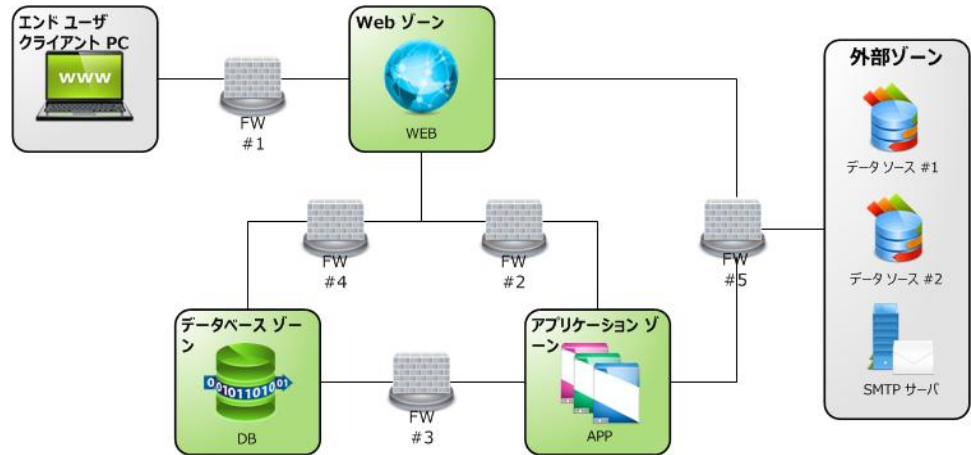 エンド ユーザ
クライアント PC
www
FW
#1
Web ゾーン
WEB
外部ゾーン
データ ソース #1
データ ソース #2
SMTP サーバ
FW
#4
FW
#2
FW
#5
データベース ゾー
ン
0101101001
DB
FW
#3
アプリケーション ゾ
ーン
APP